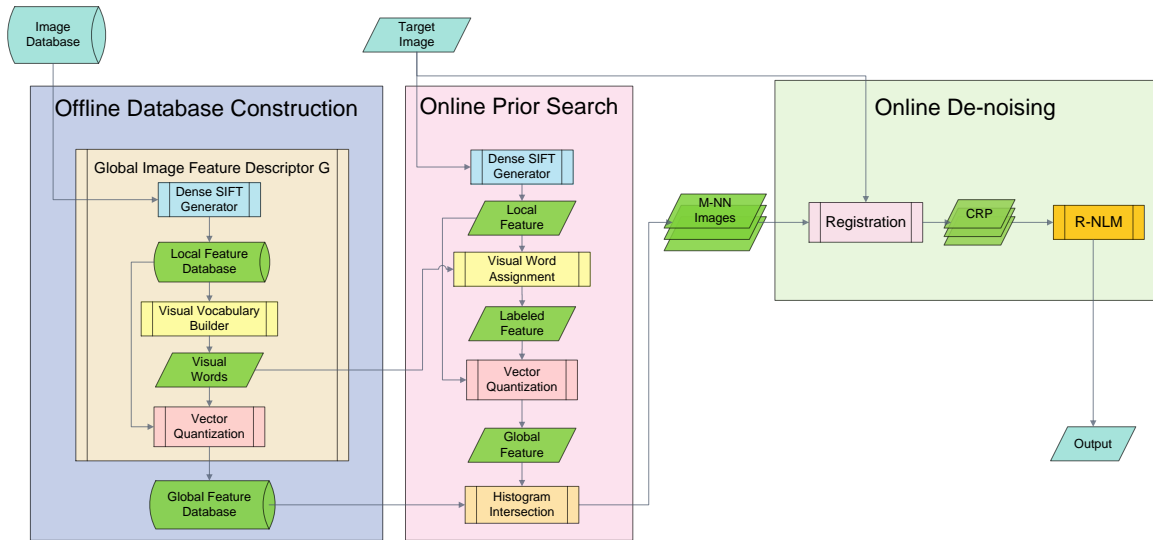 Image
Database
Target
Image
Offline Database Construction
Online Prior Search
Online De-noising
Global Image Feature Descriptor G
Dense SIFT
Generator
Local Feature
Database
Visual Vocabulary
Builder
Visual
Words
Vector
Quantization
Global Feature
Database
Dense SIFT
Generator
Local
Feature
Visual Word
Assignment
Labeled
Feature
Vector
Quantization
Global
Feature
Histogram
Intersection
M-NN
Images
Registration
CRP
R-NLM
Output